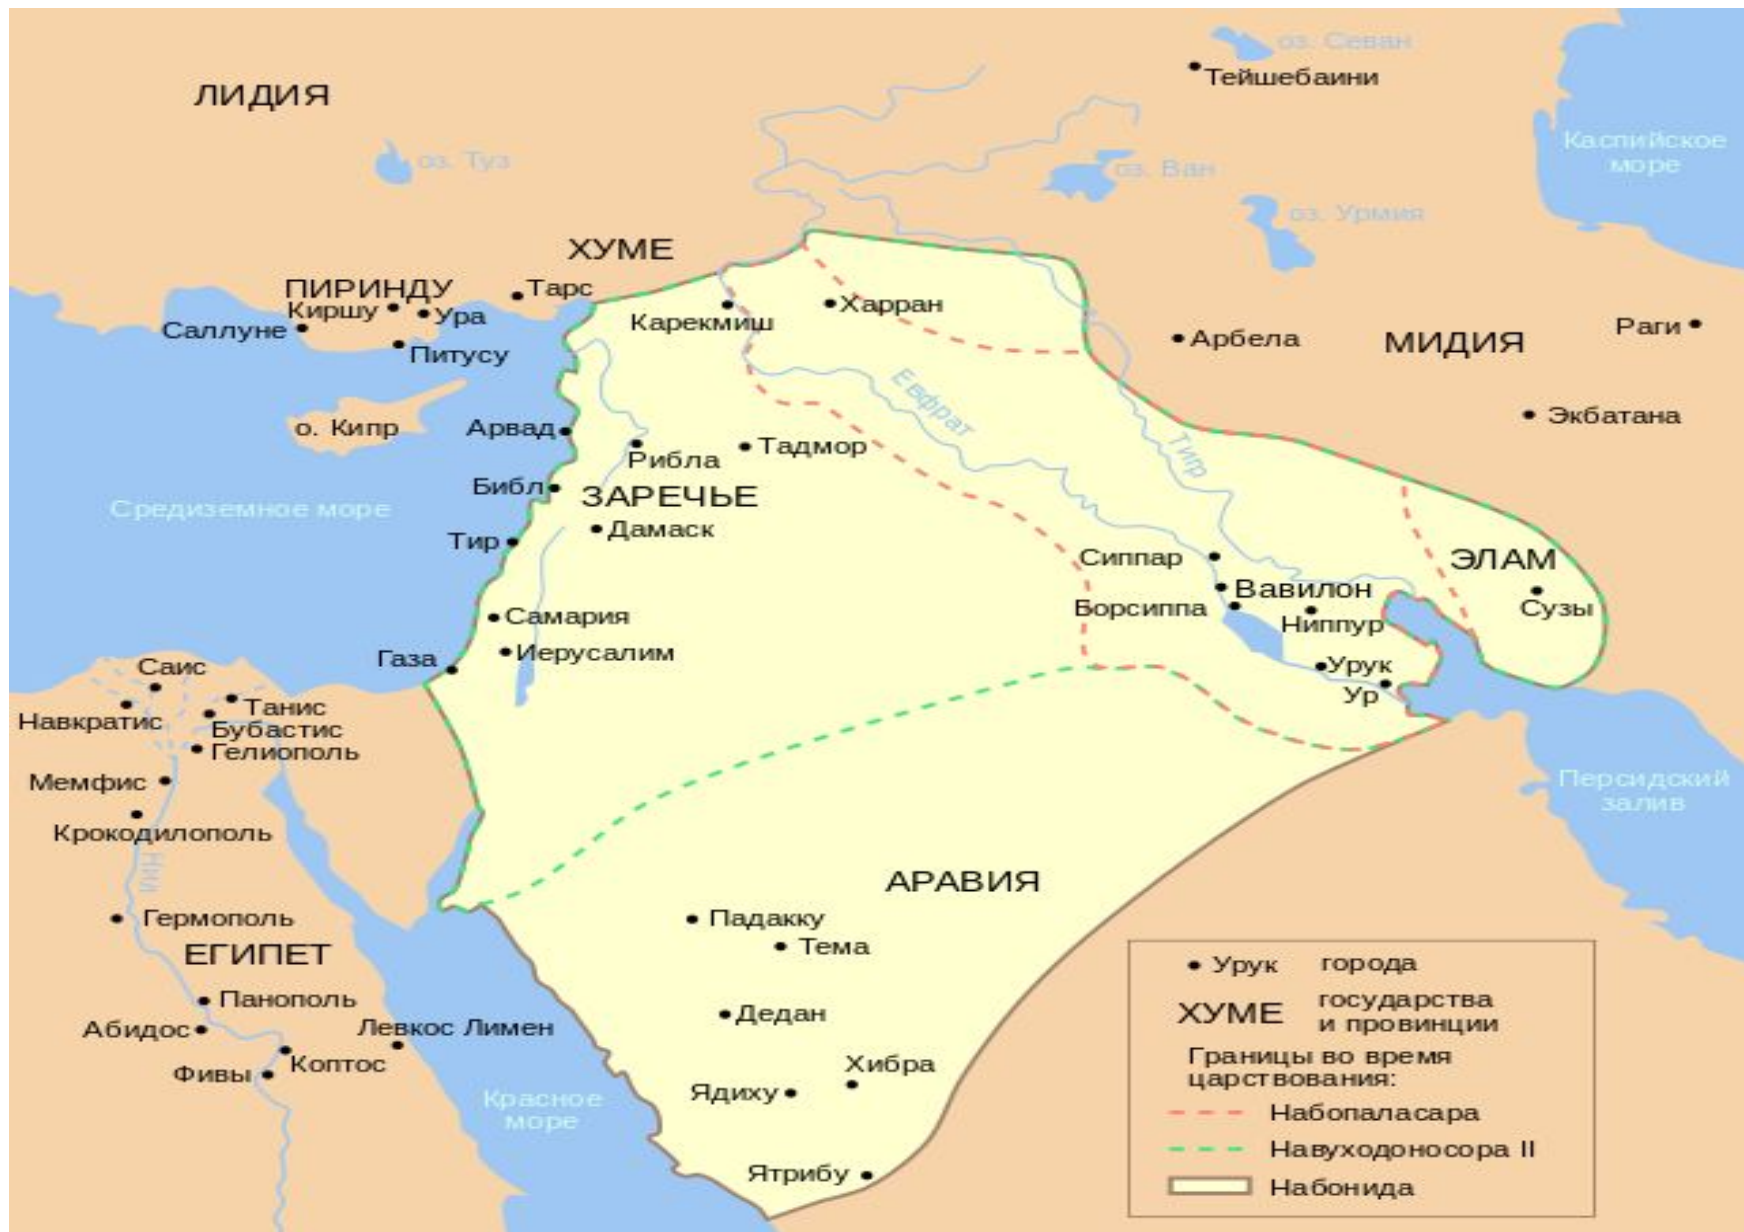 оз. Севан
Тейшебаини
ЛИДИЯ
Каспийское
море
оз. Туз
оз. Ван
оз. Урмия
ХУМЕ
ПИРИНДУ
Тарс
Киршу
Ура
Саллуне
Питусу
Карекмиш
Харран
Арбела
МИДИЯ
Раги
Евфрат
Экбатана
о. Кипр
Арвад
Рибла
Тадмор
Тигр
Библ
ЗАРЕЧЬЕ
Средиземное море
Дамаск
Тир
Сиппар
ЭЛАМ
Вавилон
Сузы
Борсиппа
Ниппур
Самария
Иерусалим
Газа
Урук
Ур
Саис
Танис
Навкратис
Бубастис
Гелиополь
Мемфис
Персидский
залив
Крокодилополь
Нил
АРАВИЯ
Гермополь
Падакку
Тема
ЕГИПЕТ
Панополь
Дедан
Абидос
Левкос Лимен
Коптос
Фивы
Хибра
Ядиху
Красное
море
Ятрибу
Урук города
ХУМЕ государства
и провинции
Границы во время
царствования:
Набопаласара
Навуходоносора II
Набонида